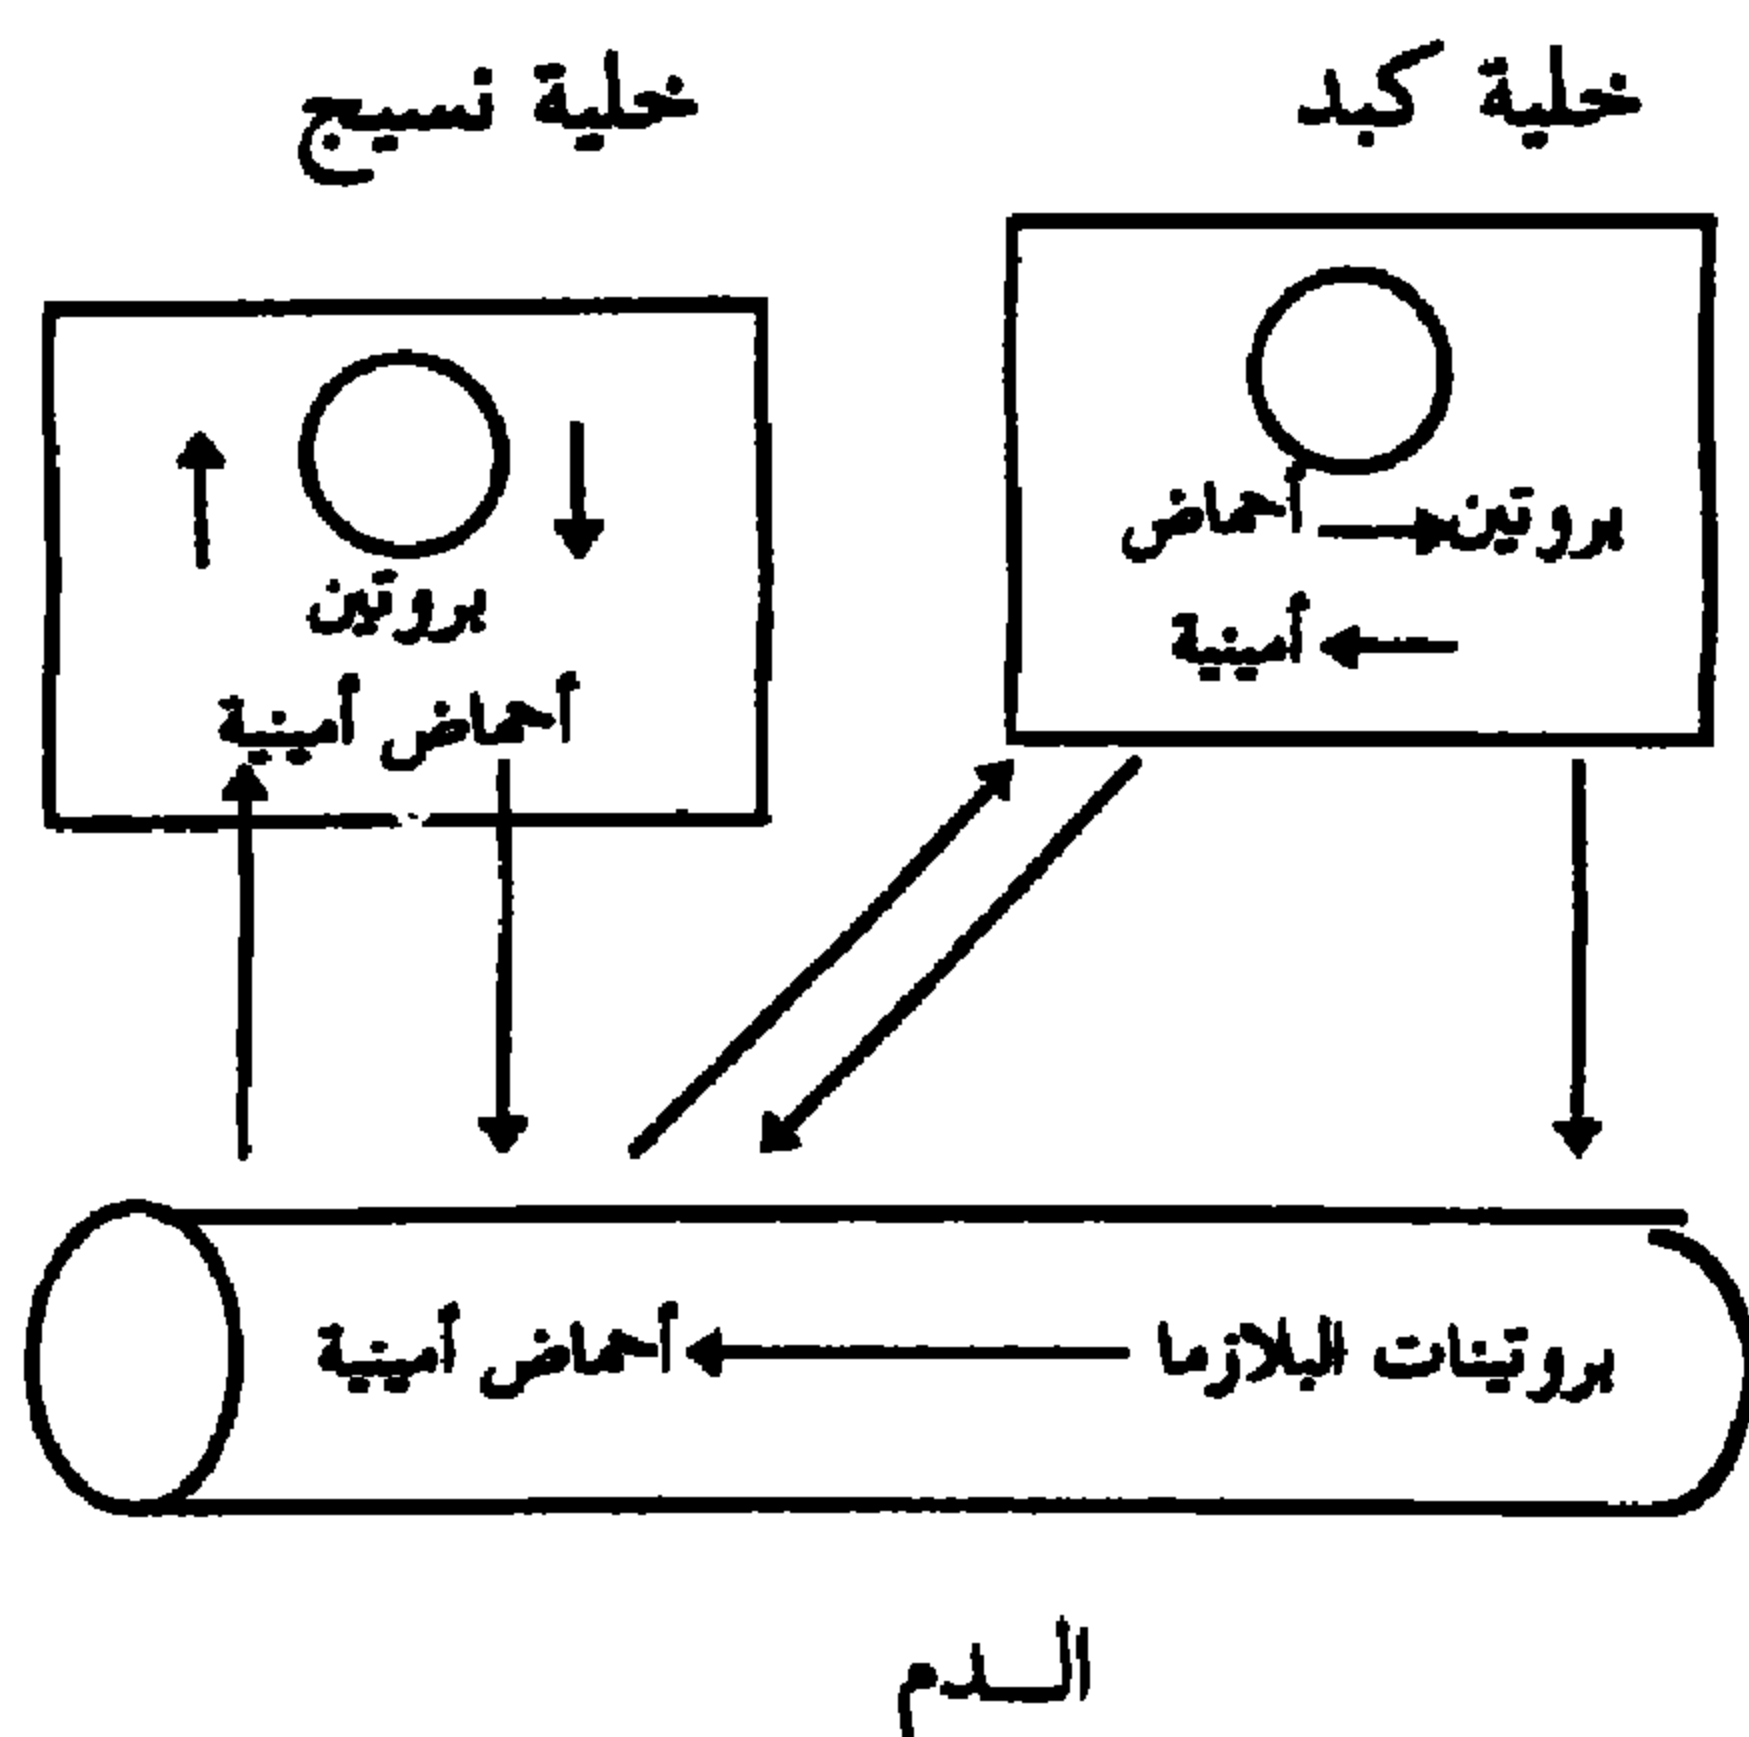 خلية كبد
خلية نسيج
بروتين
أحماض
أمينية
بروتين
أحماض أمينية
بروتينات البلازما
أحماض أمينية
الدم